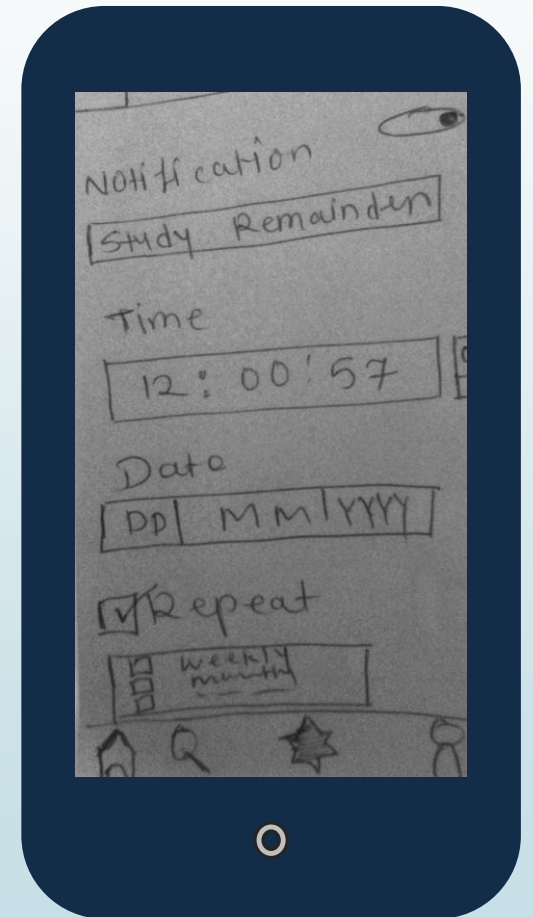 Notification
Study Remainder
Time
12:00:57
Date
DD MM YYYY
Repeat
weekly
month